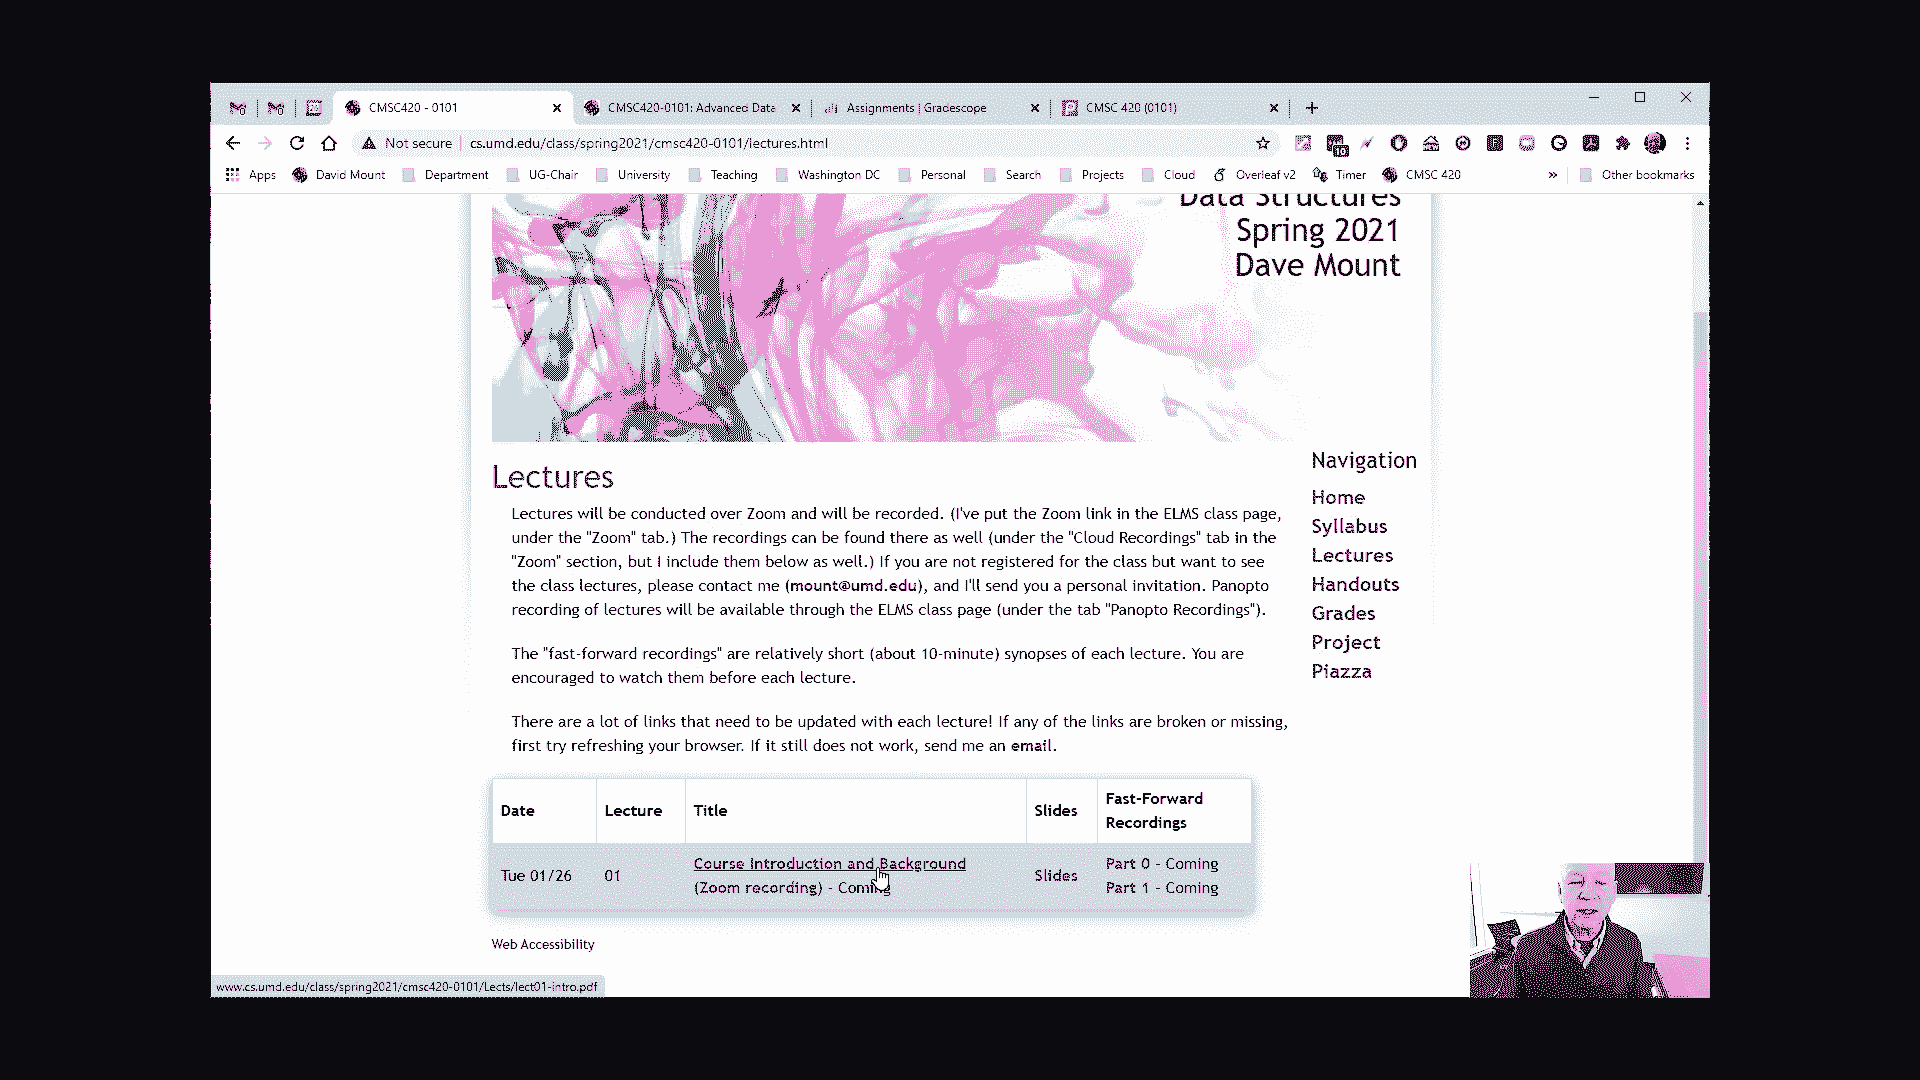 CMSC420 - 0101
CMSC420-0101: Advanced Data
Assignments | Gradescope
CMSC 420 (0101)
Not secure
cs.umd.edu/class/spring2021/cmsc420-0101/lectures.html
10
Apps
David Mount
Department
UG-Chair
University
Teaching
Washington DC
Personal
Search
Projects
Cloud
Overleaf v2
Timer
CMSC 420
»
Other bookmarks
Data Structures
Spring 2021
Dave Mount
Lectures
Lectures will be conducted over Zoom and will be recorded. (I've put the Zoom link in the ELMS class page,
under the "Zoom" tab.) The recordings can be found there as well (under the "Cloud Recordings" tab in the
"Zoom" section, but I include them below as well.) If you are not registered for the class but want to see
the class lectures, please contact me (mount@umd.edu), and I'll send you a personal invitation. Panopto
recording of lectures will be available through the ELMS class page (under the tab "Panopto Recordings").
The "fast-forward recordings" are relatively short (about 10-minute) synopses of each lecture. You are
encouraged to watch them before each lecture.
There are a lot of links that need to be updated with each lecture! If any of the links are broken or missing,
first try refreshing your browser. If it still does not work, send me an email.
Navigation
Home
Syllabus
Lectures
Handouts
Grades
Project
Piazza
Date
Lecture
Title
Slides
Fast-Forward
Recordings
Tue 01/26
01
Course Introduction and Background
(Zoom recording) - Coming
Slides
Part 0 - Coming
Part 1 - Coming
Web Accessibility
www.cs.umd.edu/class/spring2021/cmsc420-0101/Lects/lect01-intro.pdf